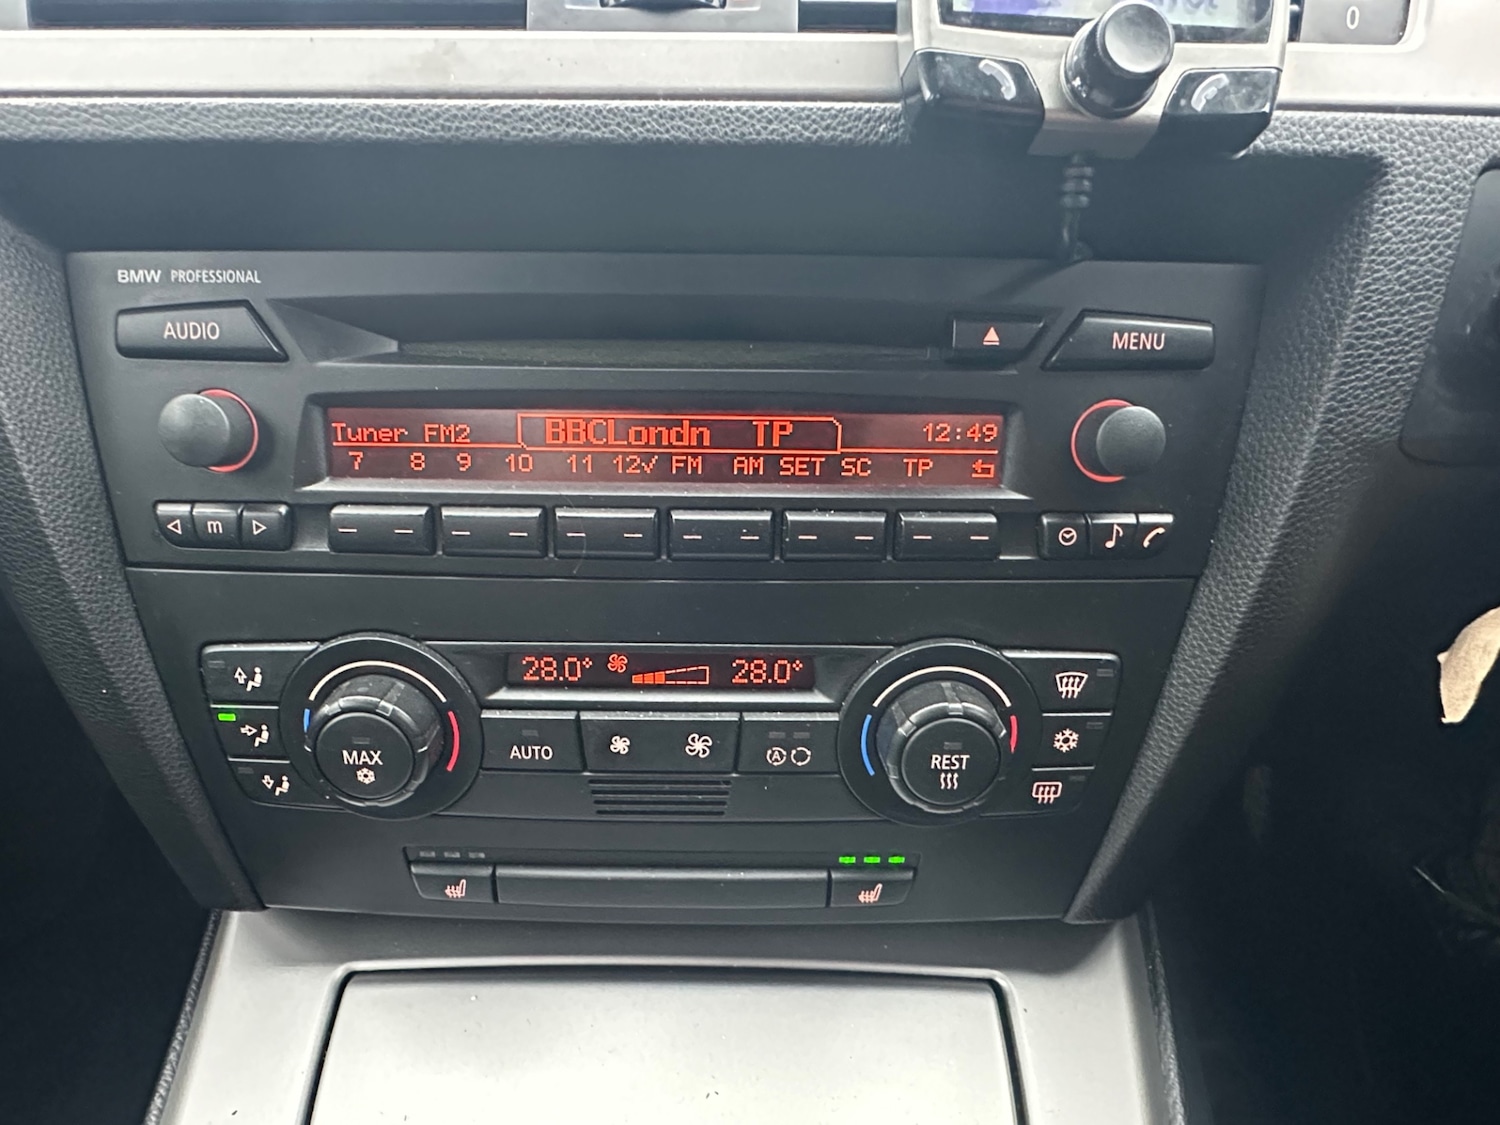 0
BMW PROFESSIONAL
AUDIO
MENU
Tuner FM2 BBCLondn TP 12:49
7 8 9 10 11 12√ FM AM SET SC TP
m
28.0° 28.0°
MAX
AUTO
A
REST